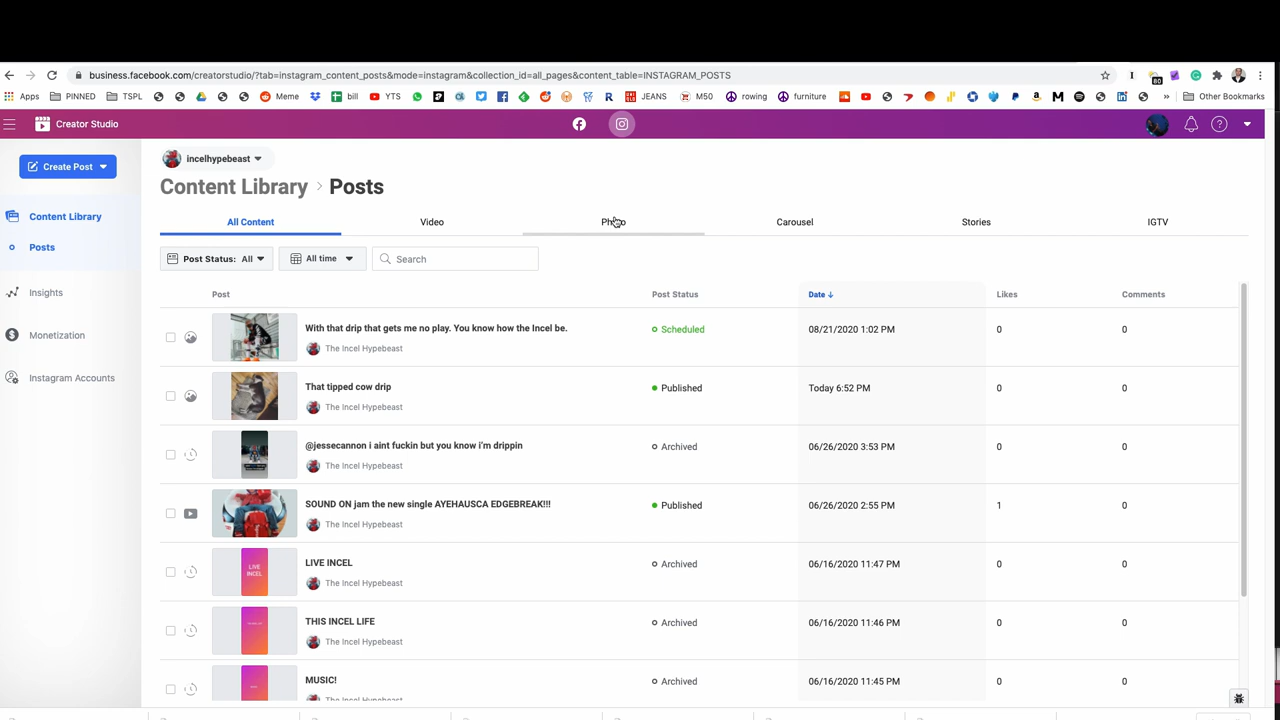 business.facebook.com/creatorstudio/?tab=instagram_content_posts&mode=instagram&collection_id=all_pages&content_table=INSTAGRAM_POSTS
80
Apps PINNED TSPL Meme bill YTS JEANS M50 rowing furniture » Other Bookmarks
Creator Studio
incelhypebeast
Create Post
Content Library > Posts
Content Library
Posts
Insights
Monetization
Instagram Accounts
All Content Video Photo Carousel Stories IGTV
Post Status: All All time Search
Post Post Status Date ↓ Likes Comments
With that drip that gets me no play. You know how the Incel be. Scheduled 08/21/2020 1:02 PM 0 0
The Incel Hypebeast
That tipped cow drip Published Today 6:52 PM 0 0
The Incel Hypebeast
@jessecannon i aint fuckin but you know i'm drippin Archived 06/26/2020 3:53 PM 0 0
The Incel Hypebeast
SOUND ON jam the new single AYEHAUSCA EDGEBREAK!!! Published 06/26/2020 2:55 PM 1 0
The Incel Hypebeast
LIVE INCEL
LIVE INCEL Archived 06/16/2020 11:47 PM 0 0
The Incel Hypebeast
THIS INCEL LIFE Archived 06/16/2020 11:46 PM 0 0
The Incel Hypebeast
MUSIC! Archived 06/16/2020 11:45 PM 0 0
The Incel Hypebeast